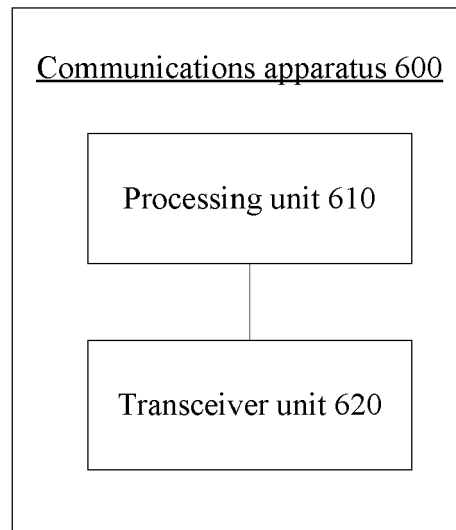 Communications apparatus 600
Processing unit 610
Transceiver unit 620